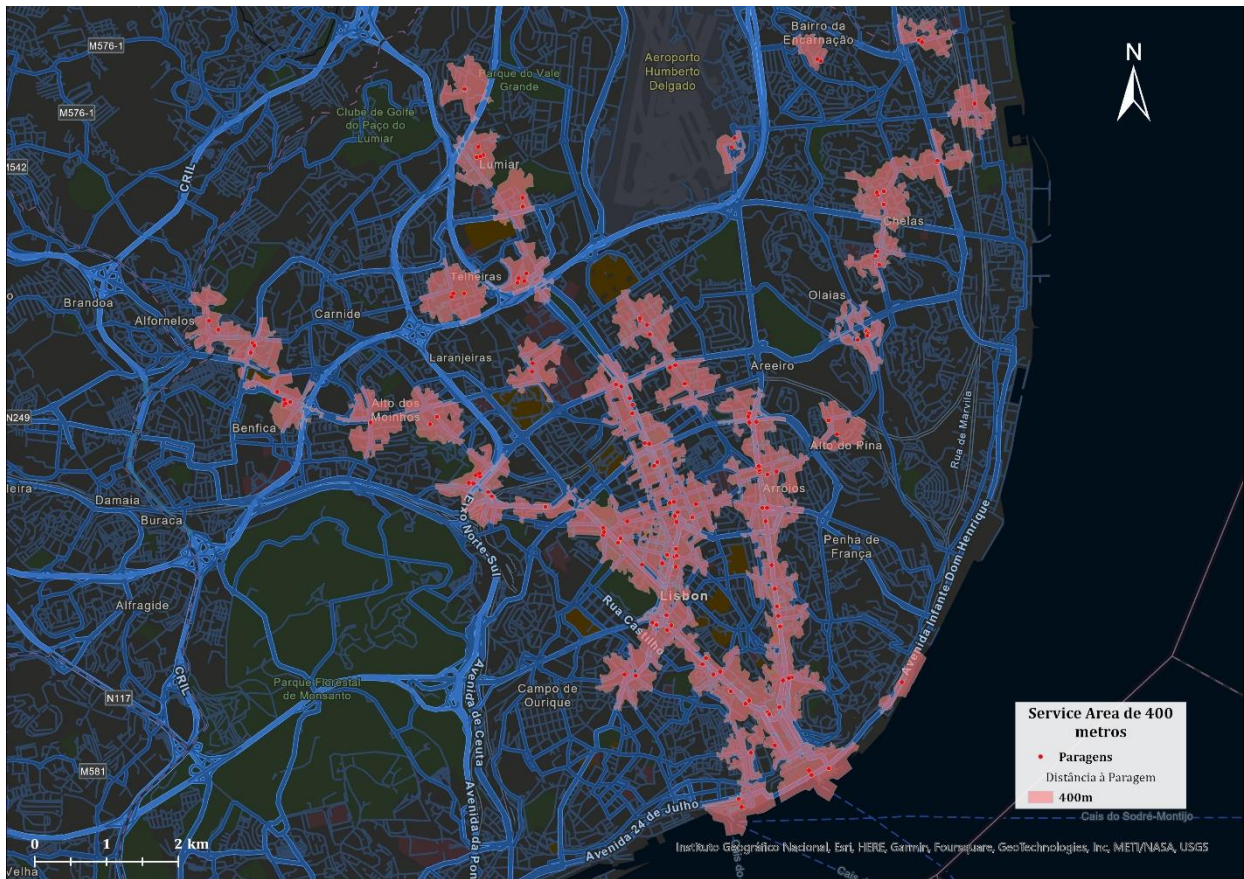 M576-1
Bairro da
Encarnação
Aeroporto
Humberto
Delgado
N
Parque do Vale
Grande
M576-1
Clube de Golfe
do Paço do
Lumiar
CRIL
Lumiar
Chelas
Telheiras
Olaias
Brandoa
Alfornelos
Carnide
Laranjeiras
Areeiro
Alto dos
Moinhos
N249
Benfica
Alto do Pina
Rua de Marvila
Damaia
Arroios
Buraca
Eixo Norte-Sul
Penha de
França
Avenida Infante Dom Henrique
Lisbon
Rua Castilho
Alfragide
CRIL
Parque Florestal
de Monsanto
N117
Campo de
Ourique
Avenida de Ceuta
M581
Avenida da Pon
Avenida 24 de Julho
Service Area de 400
metros
Paragens
Distância à Paragem
400m
Cais do Sodré-Montijo
0 1 2 km
Velha
Instituto Geográfico Nacional, Esri, HERE, Garmin, Foursquare, GeoTechnologies, Inc, METI/NASA, USGS